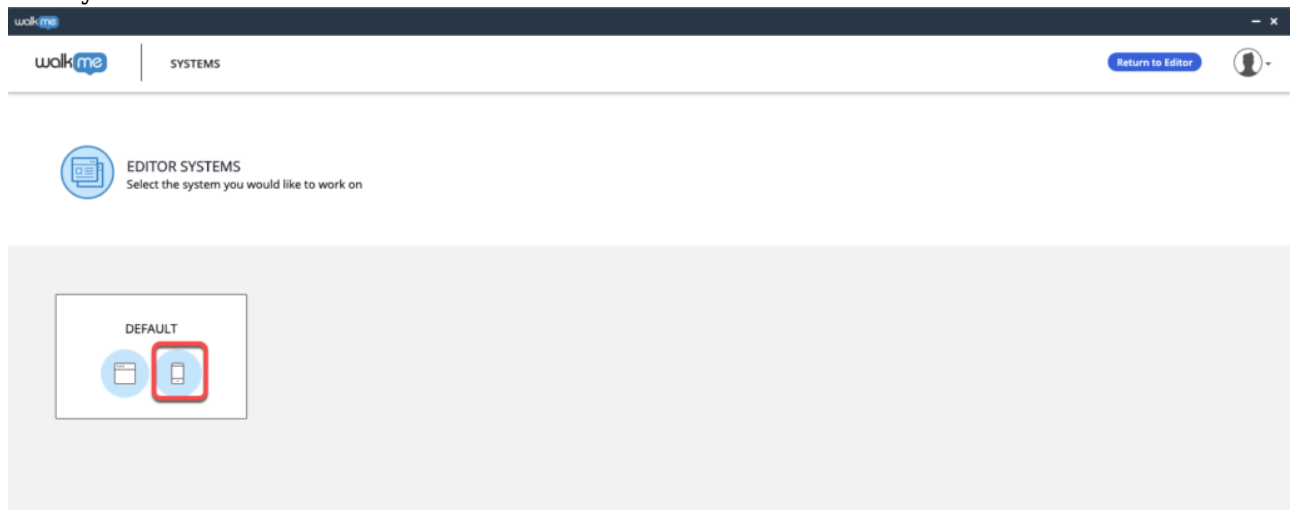 walkme
walkme SYSTEMS Return to Editor
EDITOR SYSTEMS
Select the system you would like to work on
DEFAULT